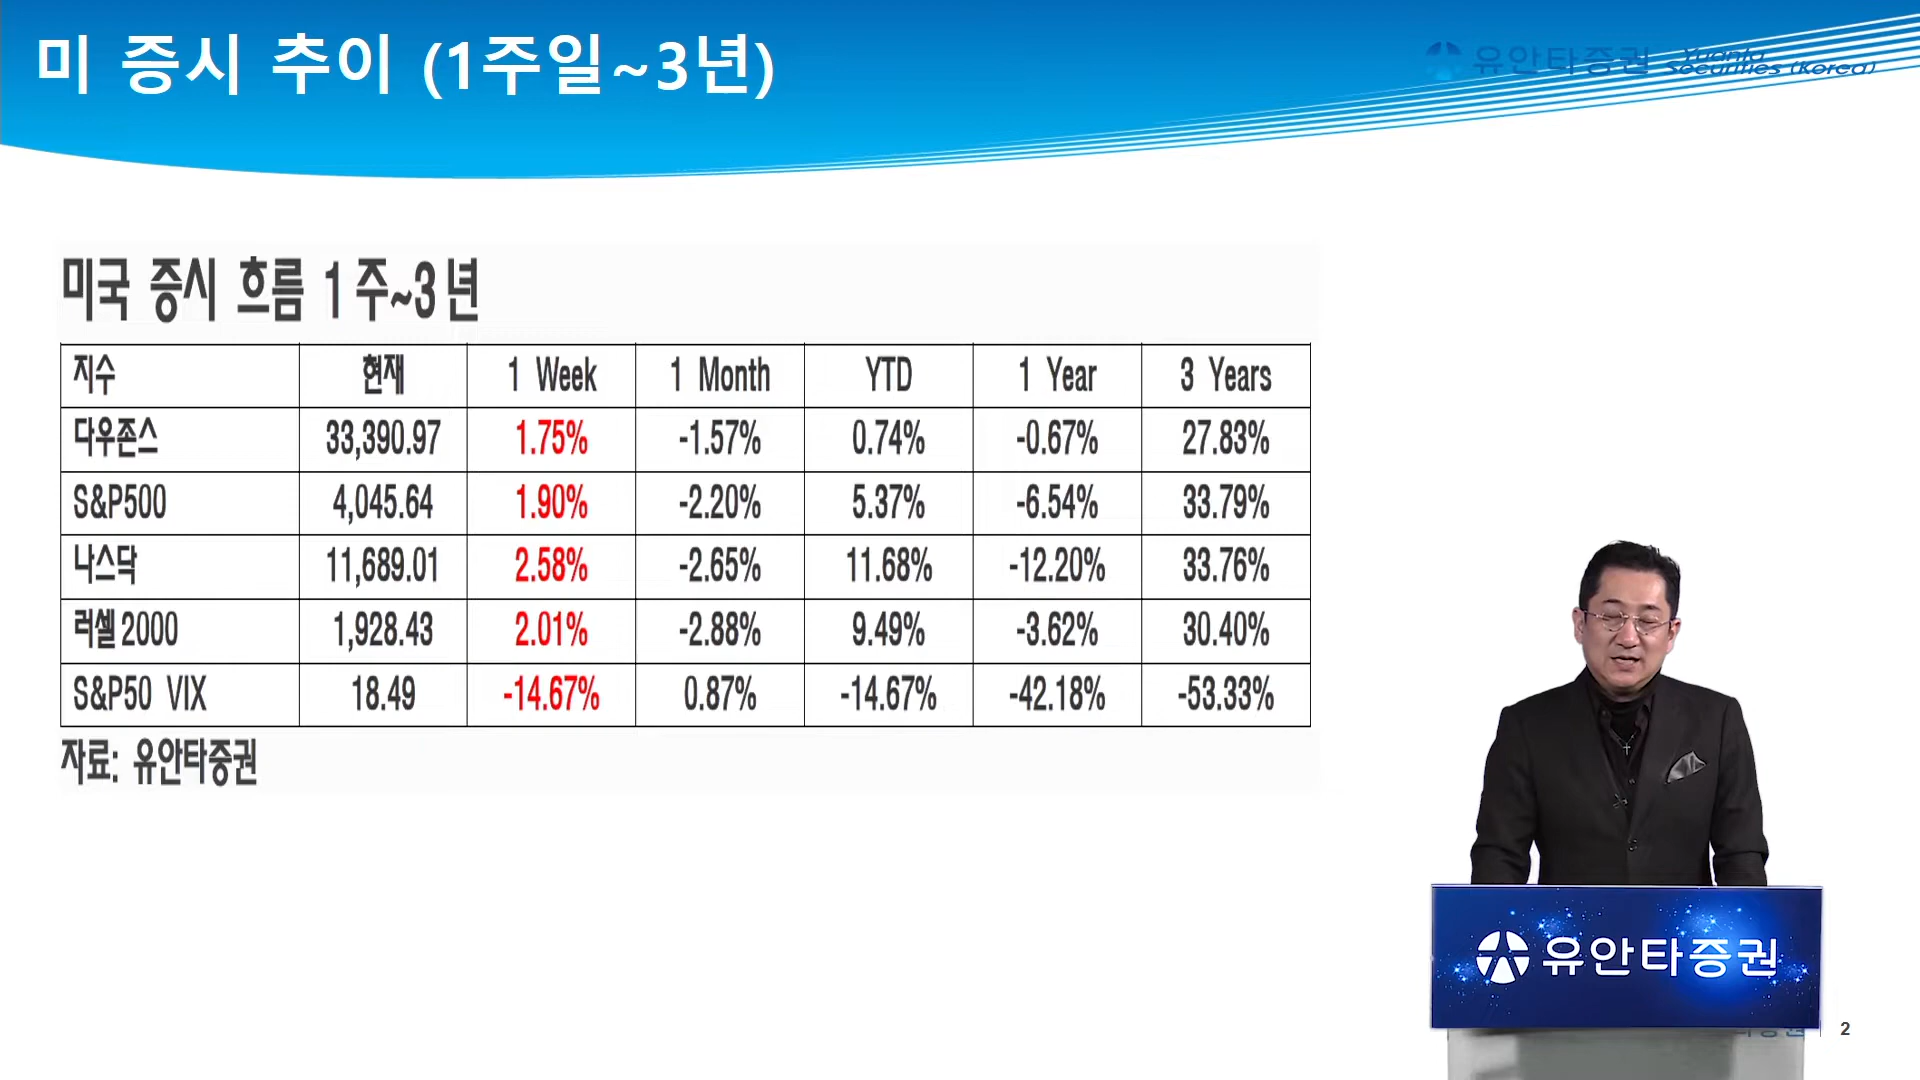 미 증시 추이 (1주일~3년)
유안타증권 Yuanta Securities (Korea)
미국 증시 흐름 1주~3년
지수 현재 1 Week 1 Month YTD 1 Year 3 Years
다우존스 33,390.97 1.75% -1.57% 0.74% -0.67% 27.83%
S&P500 4,045.64 1.90% -2.20% 5.37% -6.54% 33.79%
나스닥 11,689.01 2.58% -2.65% 11.68% -12.20% 33.76%
러셀2000 1,928.43 2.01% -2.88% 9.49% -3.62% 30.40%
S&P50 VIX 18.49 -14.67% 0.87% -14.67% -42.18% -53.33%
자료: 유안타증권
유안타증권
2